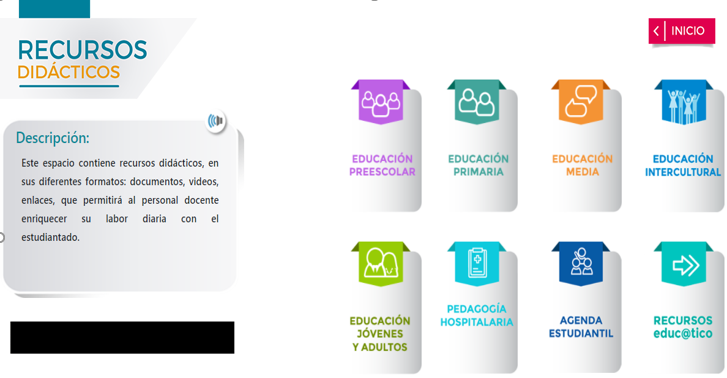 RECURSOS
DIDÁCTICOS
INICIO
Descripción:
Este espacio contiene recursos didácticos, en
sus diferentes formatos: documentos, videos,
enlaces, que permitirá al personal docente
enriquecer su labor diaria con el
estudiantado.
EDUCACIÓN
PREESCOLAR
EDUCACIÓN
PRIMARIA
EDUCACIÓN
MEDIA
EDUCACIÓN
INTERCULTURAL
EDUCACIÓN
JÓVENES
Y ADULTOS
PEDAGOGÍA
HOSPITALARIA
AGENDA
ESTUDIANTIL
RECURSOS
educ@tico